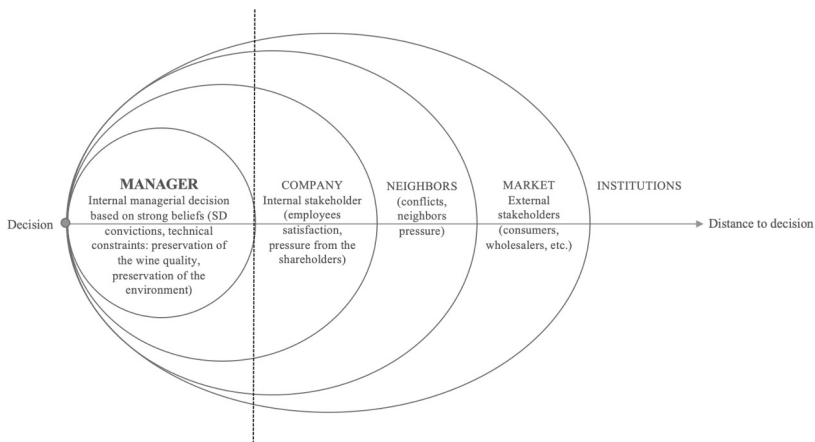 MANAGER
Internal managerial decision
based on strong beliefs (SD
convictions, technical
constraints: preservation of
the wine quality,
preservation of the
environment)
COMPANY
Internal stakeholder
(employees
satisfaction,
pressure from the
shareholders)
NEIGHBORS
(conflicts,
neighbors
pressure)
MARKET
External
stakeholders
(consumers,
wholesalers, etc.)
INSTITUTIONS
Decision
Distance to decision